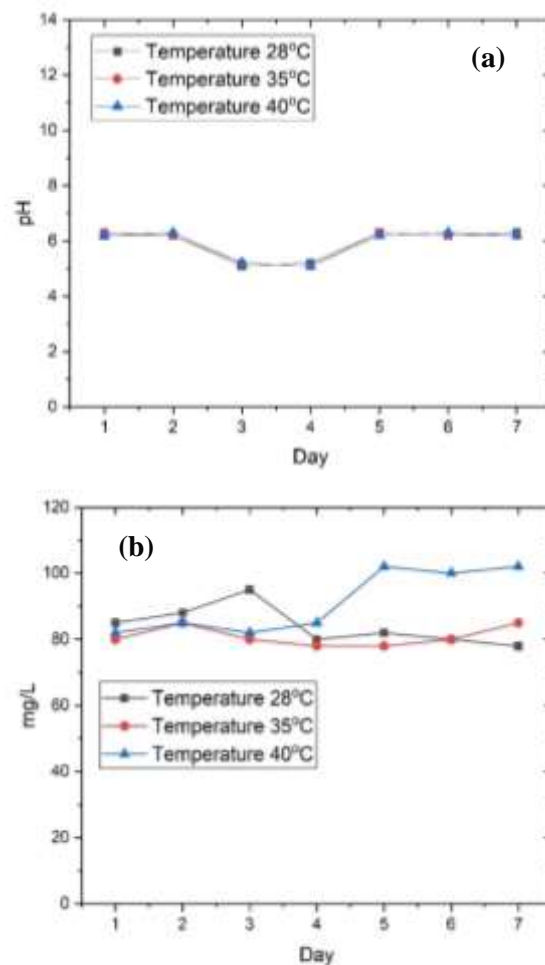 14
12
10
8
6
4
2
0
pH
Temperature 28°C
Temperature 35°C
Temperature 40°C
(a)
1 2 3 4 5 6 7
Day
120
100
80
60
40
20
0
mg/L
(b)
Temperature 28°C
Temperature 35°C
Temperature 40°C
1 2 3 4 5 6 7
Day